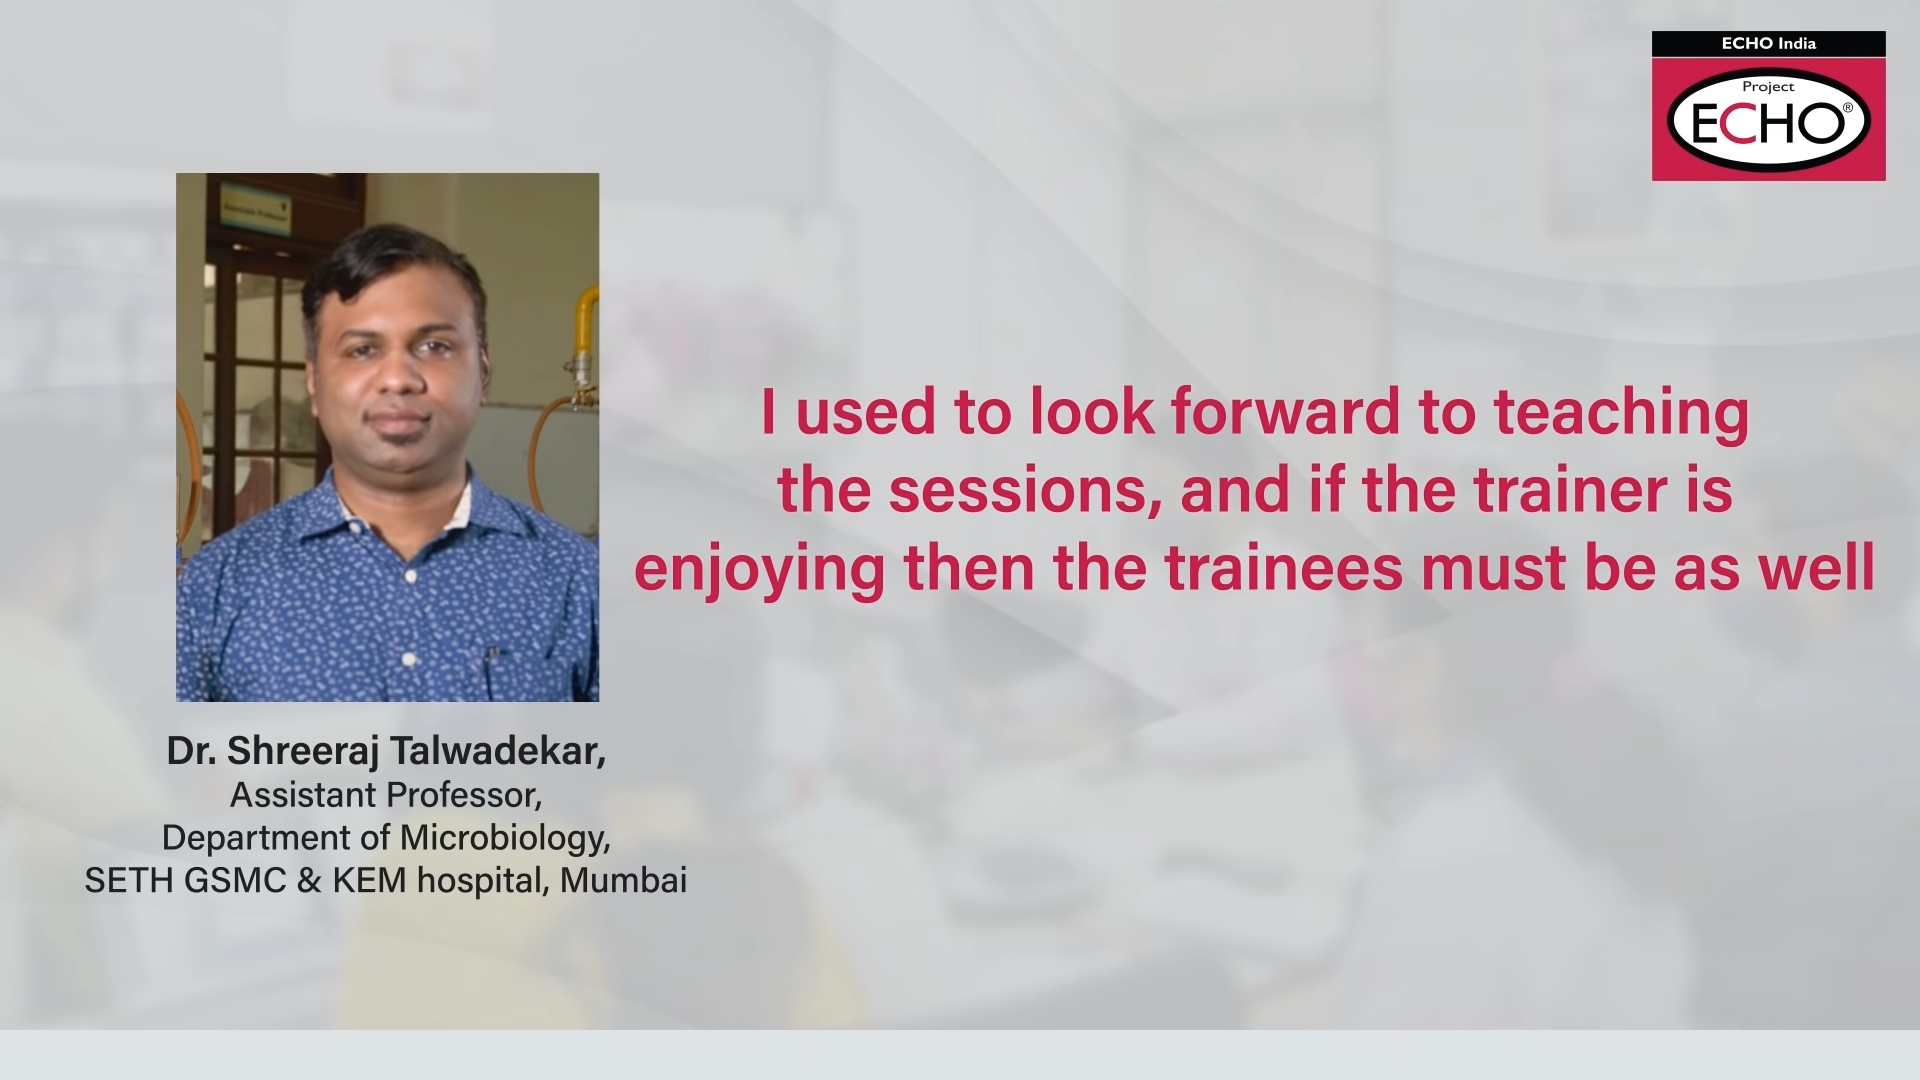 ECHO India
Project
ECHO®
I used to look forward to teaching
the sessions, and if the trainer is
enjoying then the trainees must be as well
Dr. Shreeraj Talwadekar,
Assistant Professor,
Department of Microbiology,
SETH GSMC & KEM hospital, Mumbai